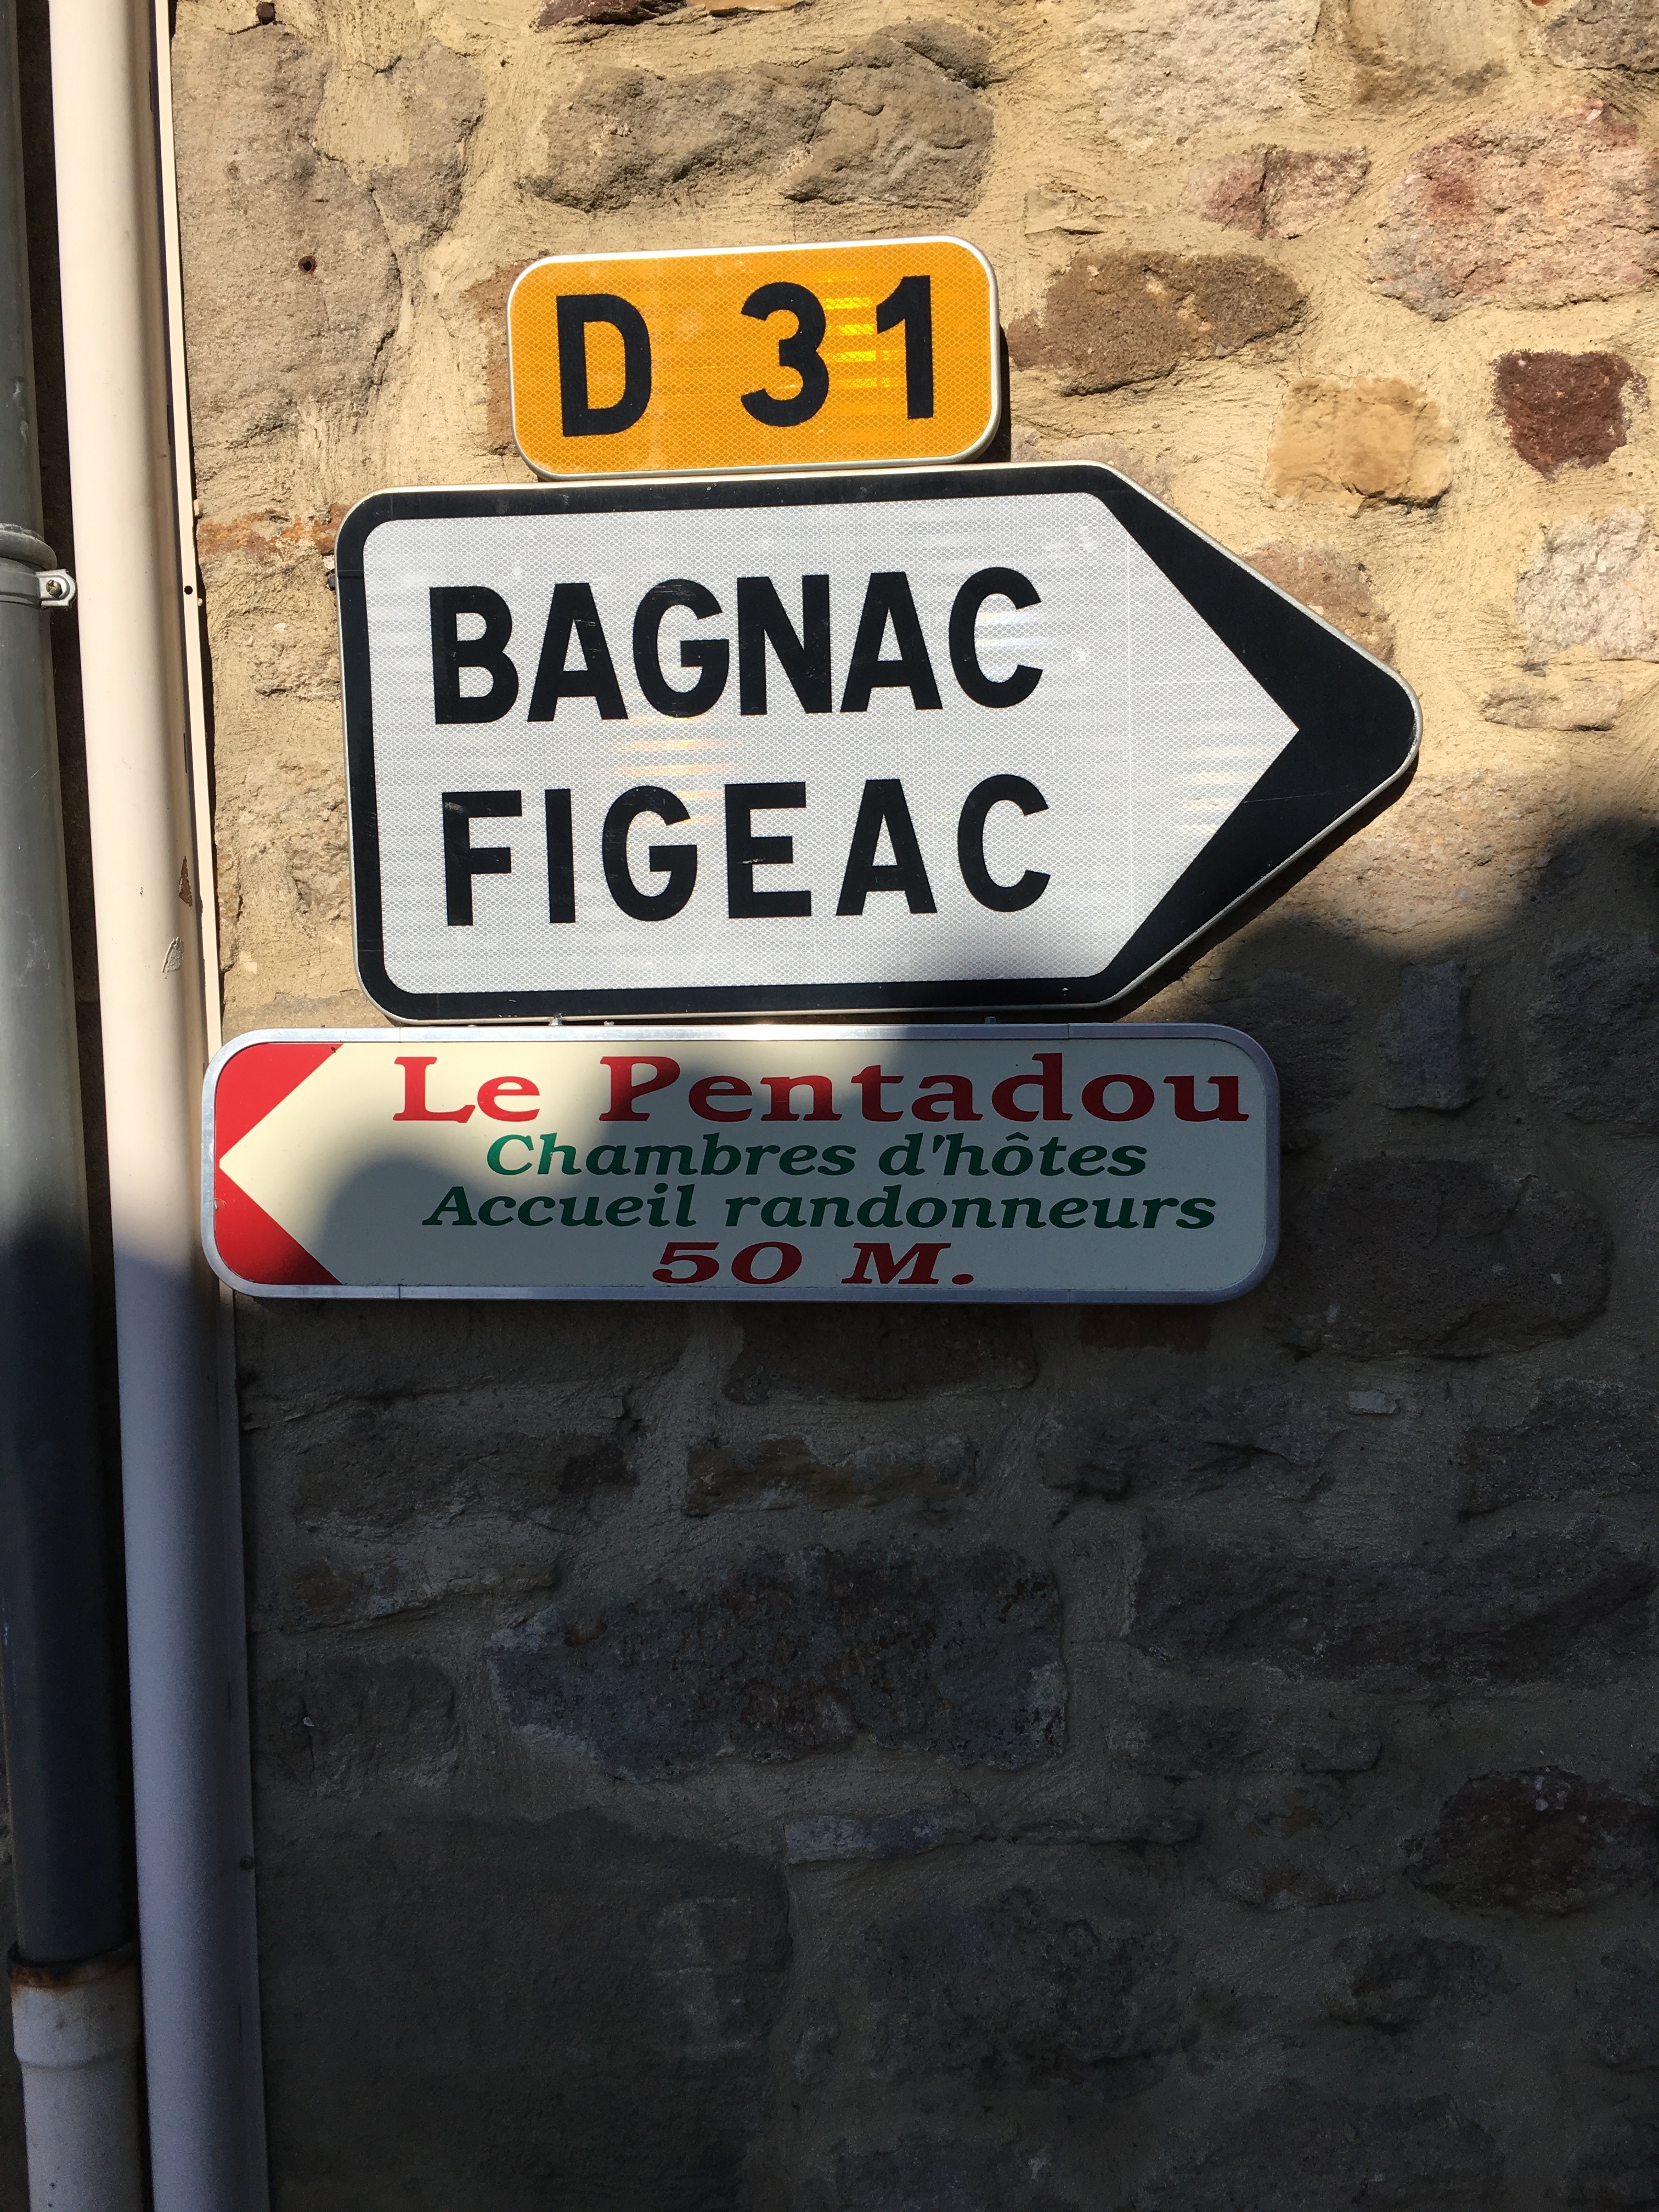 D 31
BAGNAC
FIGEAC
Le Pentadou
Chambres d'hôtes
Accueil randonneurs
50 M.